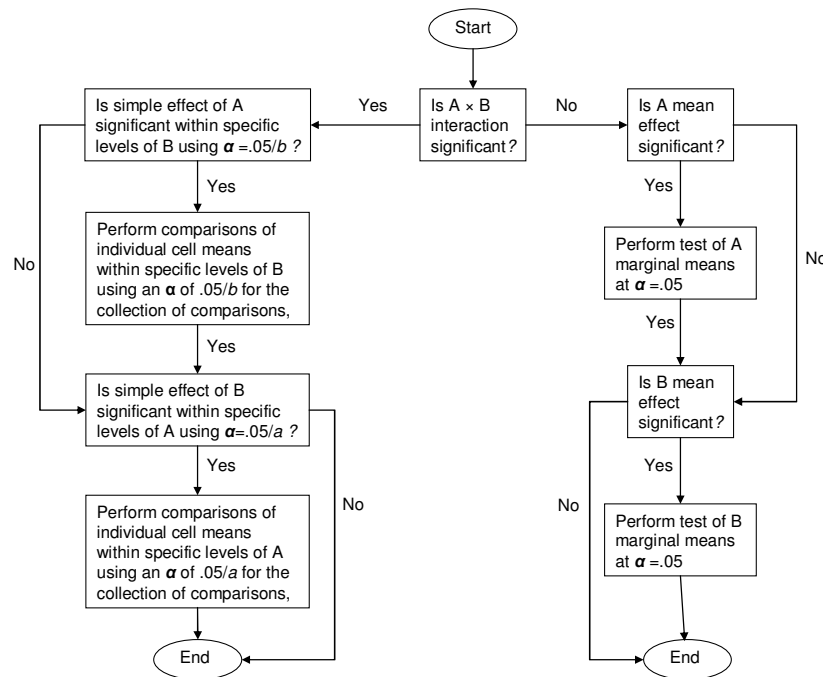 Start
Is A × B
interaction
significant?
Yes
No
Is simple effect of A
significant within specific
levels of B using α =.05/b ?
Yes
No
Perform comparisons of
individual cell means
within specific levels of B
using an α of .05/b for the
collection of comparisons,
Yes
Is simple effect of B
significant within specific
levels of A using α=.05/a ?
Yes
No
Perform comparisons of
individual cell means
within specific levels of A
using an α of .05/a for the
collection of comparisons,
End
Is A mean
effect
significant?
Yes
No
Perform test of A
marginal means
at α =.05
Yes
Is B mean
effect
significant?
Yes
No
Perform test of B
marginal means
at α =.05
End